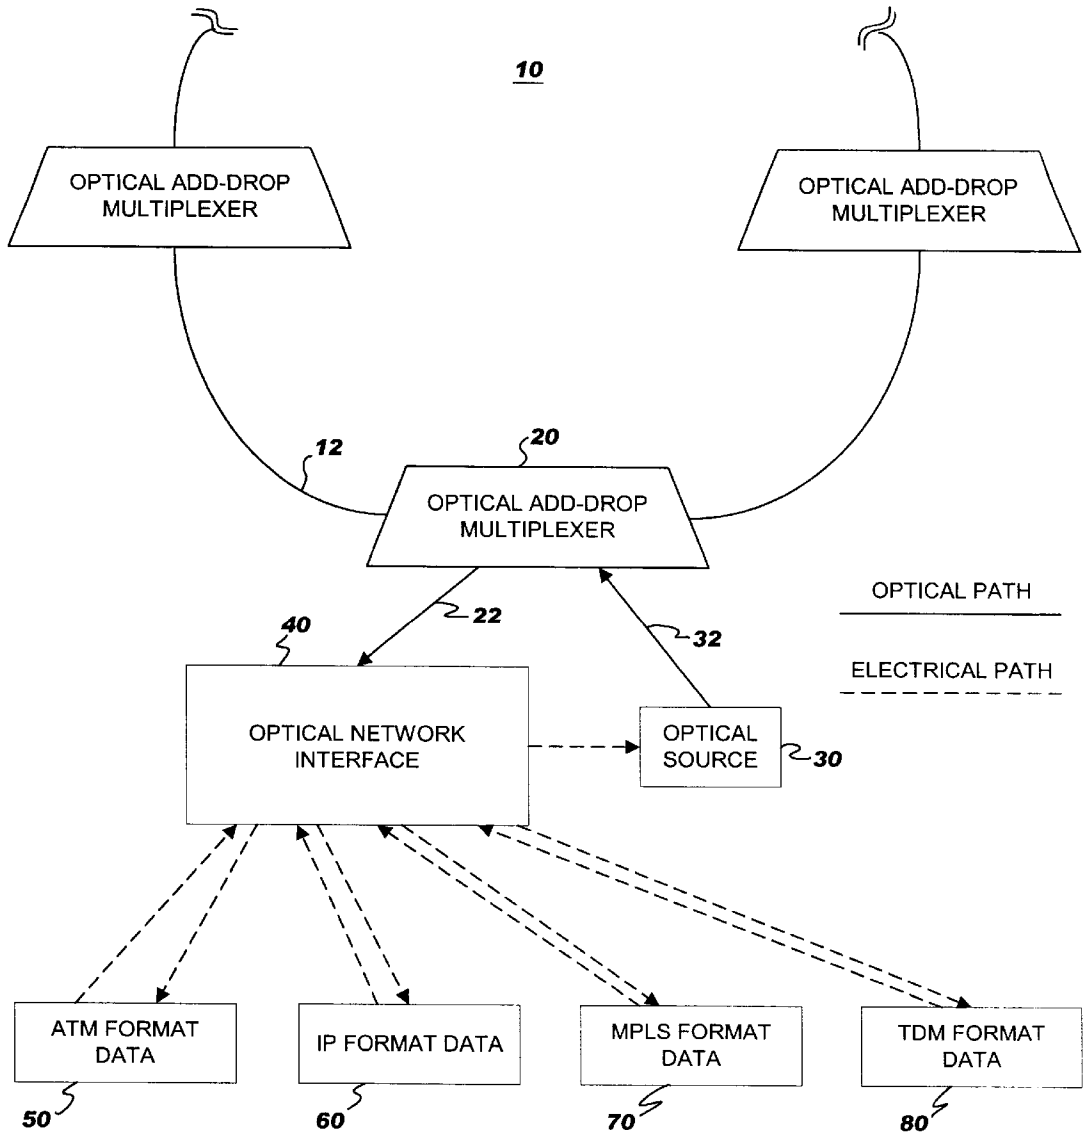 10
OPTICAL ADD-DROP
MULTIPLEXER
OPTICAL ADD-DROP
MULTIPLEXER
12
20
OPTICAL ADD-DROP
MULTIPLEXER
22
32
OPTICAL PATH
ELECTRICAL PATH
40
OPTICAL NETWORK
INTERFACE
OPTICAL
SOURCE
30
ATM FORMAT
DATA
IP FORMAT DATA
MPLS FORMAT
DATA
TDM FORMAT
DATA
50
60
70
80